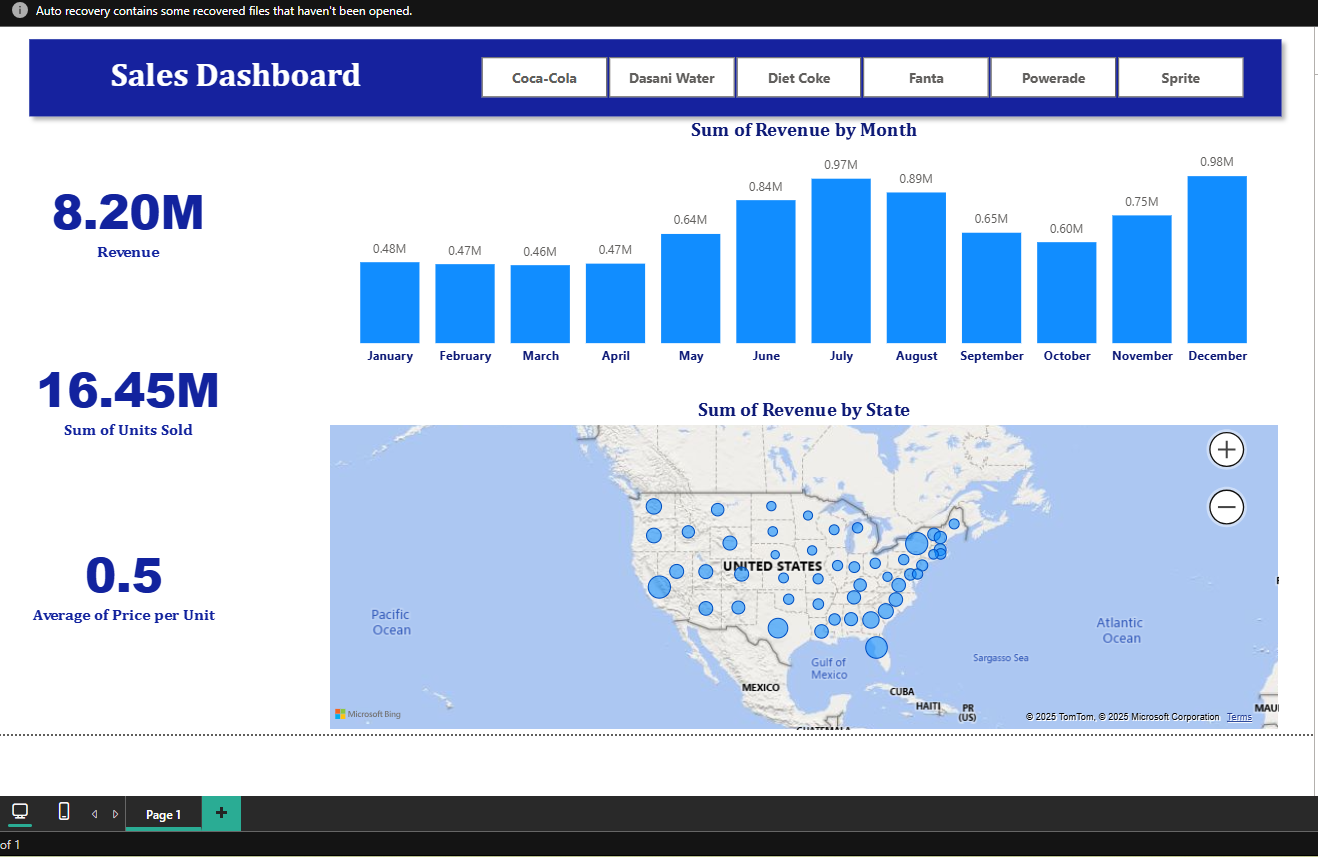 Auto recovery contains some recovered files that haven't been opened.
Sales Dashboard
Coca-Cola
Dasani Water
Diet Coke
Fanta
Powerade
Sprite
Sum of Revenue by Month
8.20M
Revenue
0.48M
0.47M
0.46M
0.47M
0.64M
0.84M
0.97M
0.89M
0.65M
0.60M
0.75M
0.98M
January
February
March
April
May
June
July
August
September
October
November
December
16.45M
Sum of Units Sold
0.5
Average of Price per Unit
Sum of Revenue by State
UNITED STATES
Pacific
Ocean
Atlantic
Ocean
Gulf of
Mexico
Sargasso Sea
MEXICO
CUBA
HAITI
PR
(US)
MAU
Microsoft Bing
© 2025 TomTom, © 2025 Microsoft Corporation Terms
Page 1
of 1